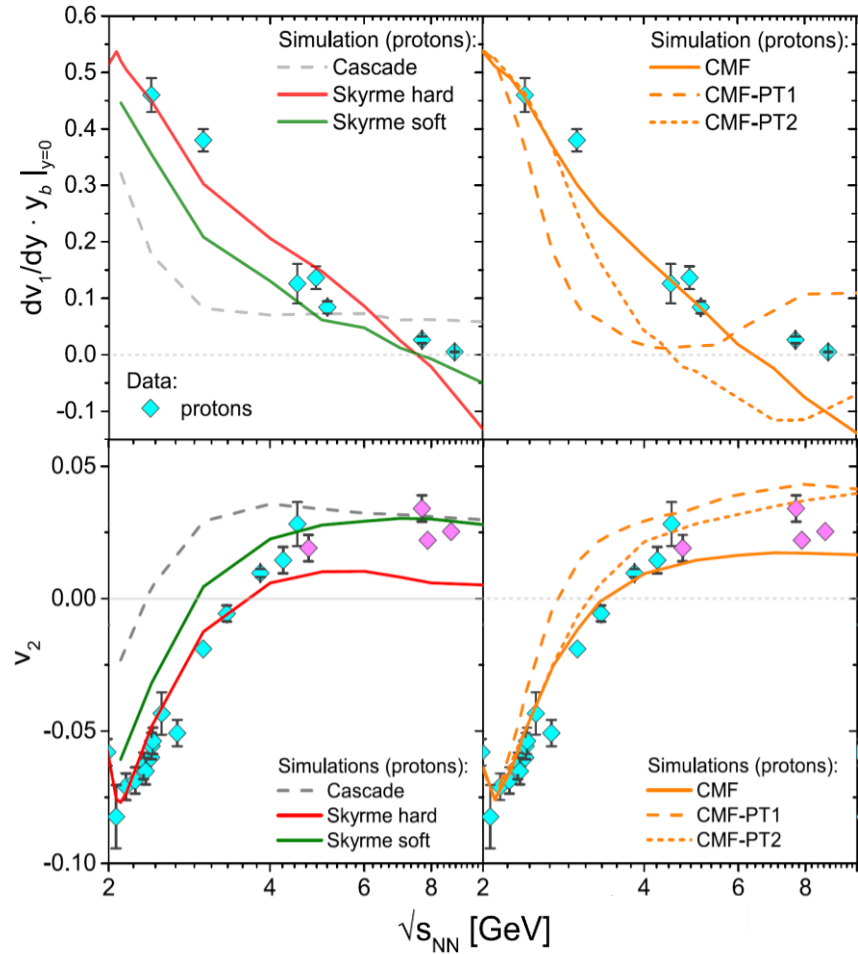 0.6
0.5
0.4
0.3
0.2
0.1
0.0
-0.1
dv₁/dy · y_b |_y=0
Simulation (protons):
Cascade
Skyrme hard
Skyrme soft
Data:
protons
Simulation (protons):
CMF
CMF-PT1
CMF-PT2
0.05
0.00
-0.05
-0.10
v₂
Simulations (protons):
Cascade
Skyrme hard
Skyrme soft
Simulations (protons):
CMF
CMF-PT1
CMF-PT2
2 4 6 8 2 4 6 8
√s_NN [GeV]